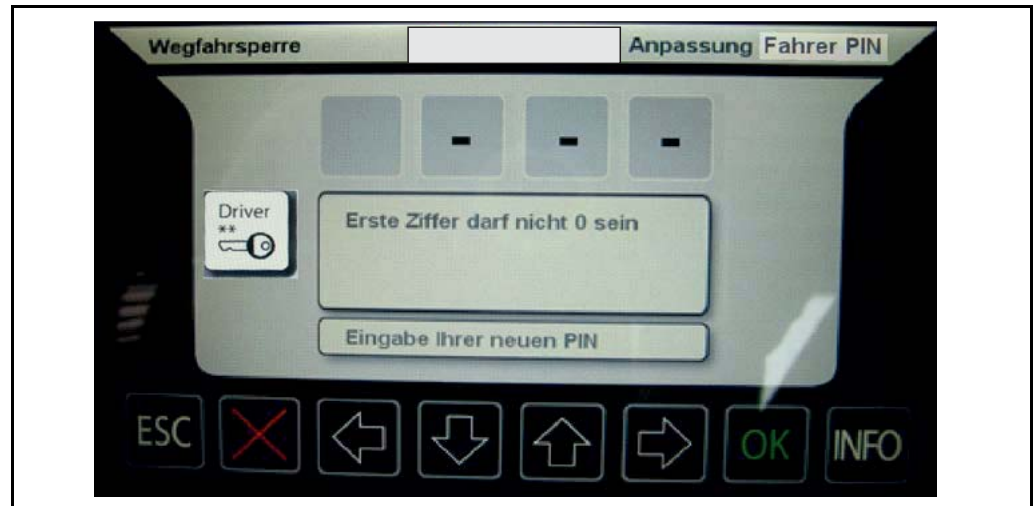 Wegfahrsperre Anpassung Fahrer PIN
- - -
Driver
**
Erste Ziffer darf nicht 0 sein
Eingabe Ihrer neuen PIN
ESC OK INFO